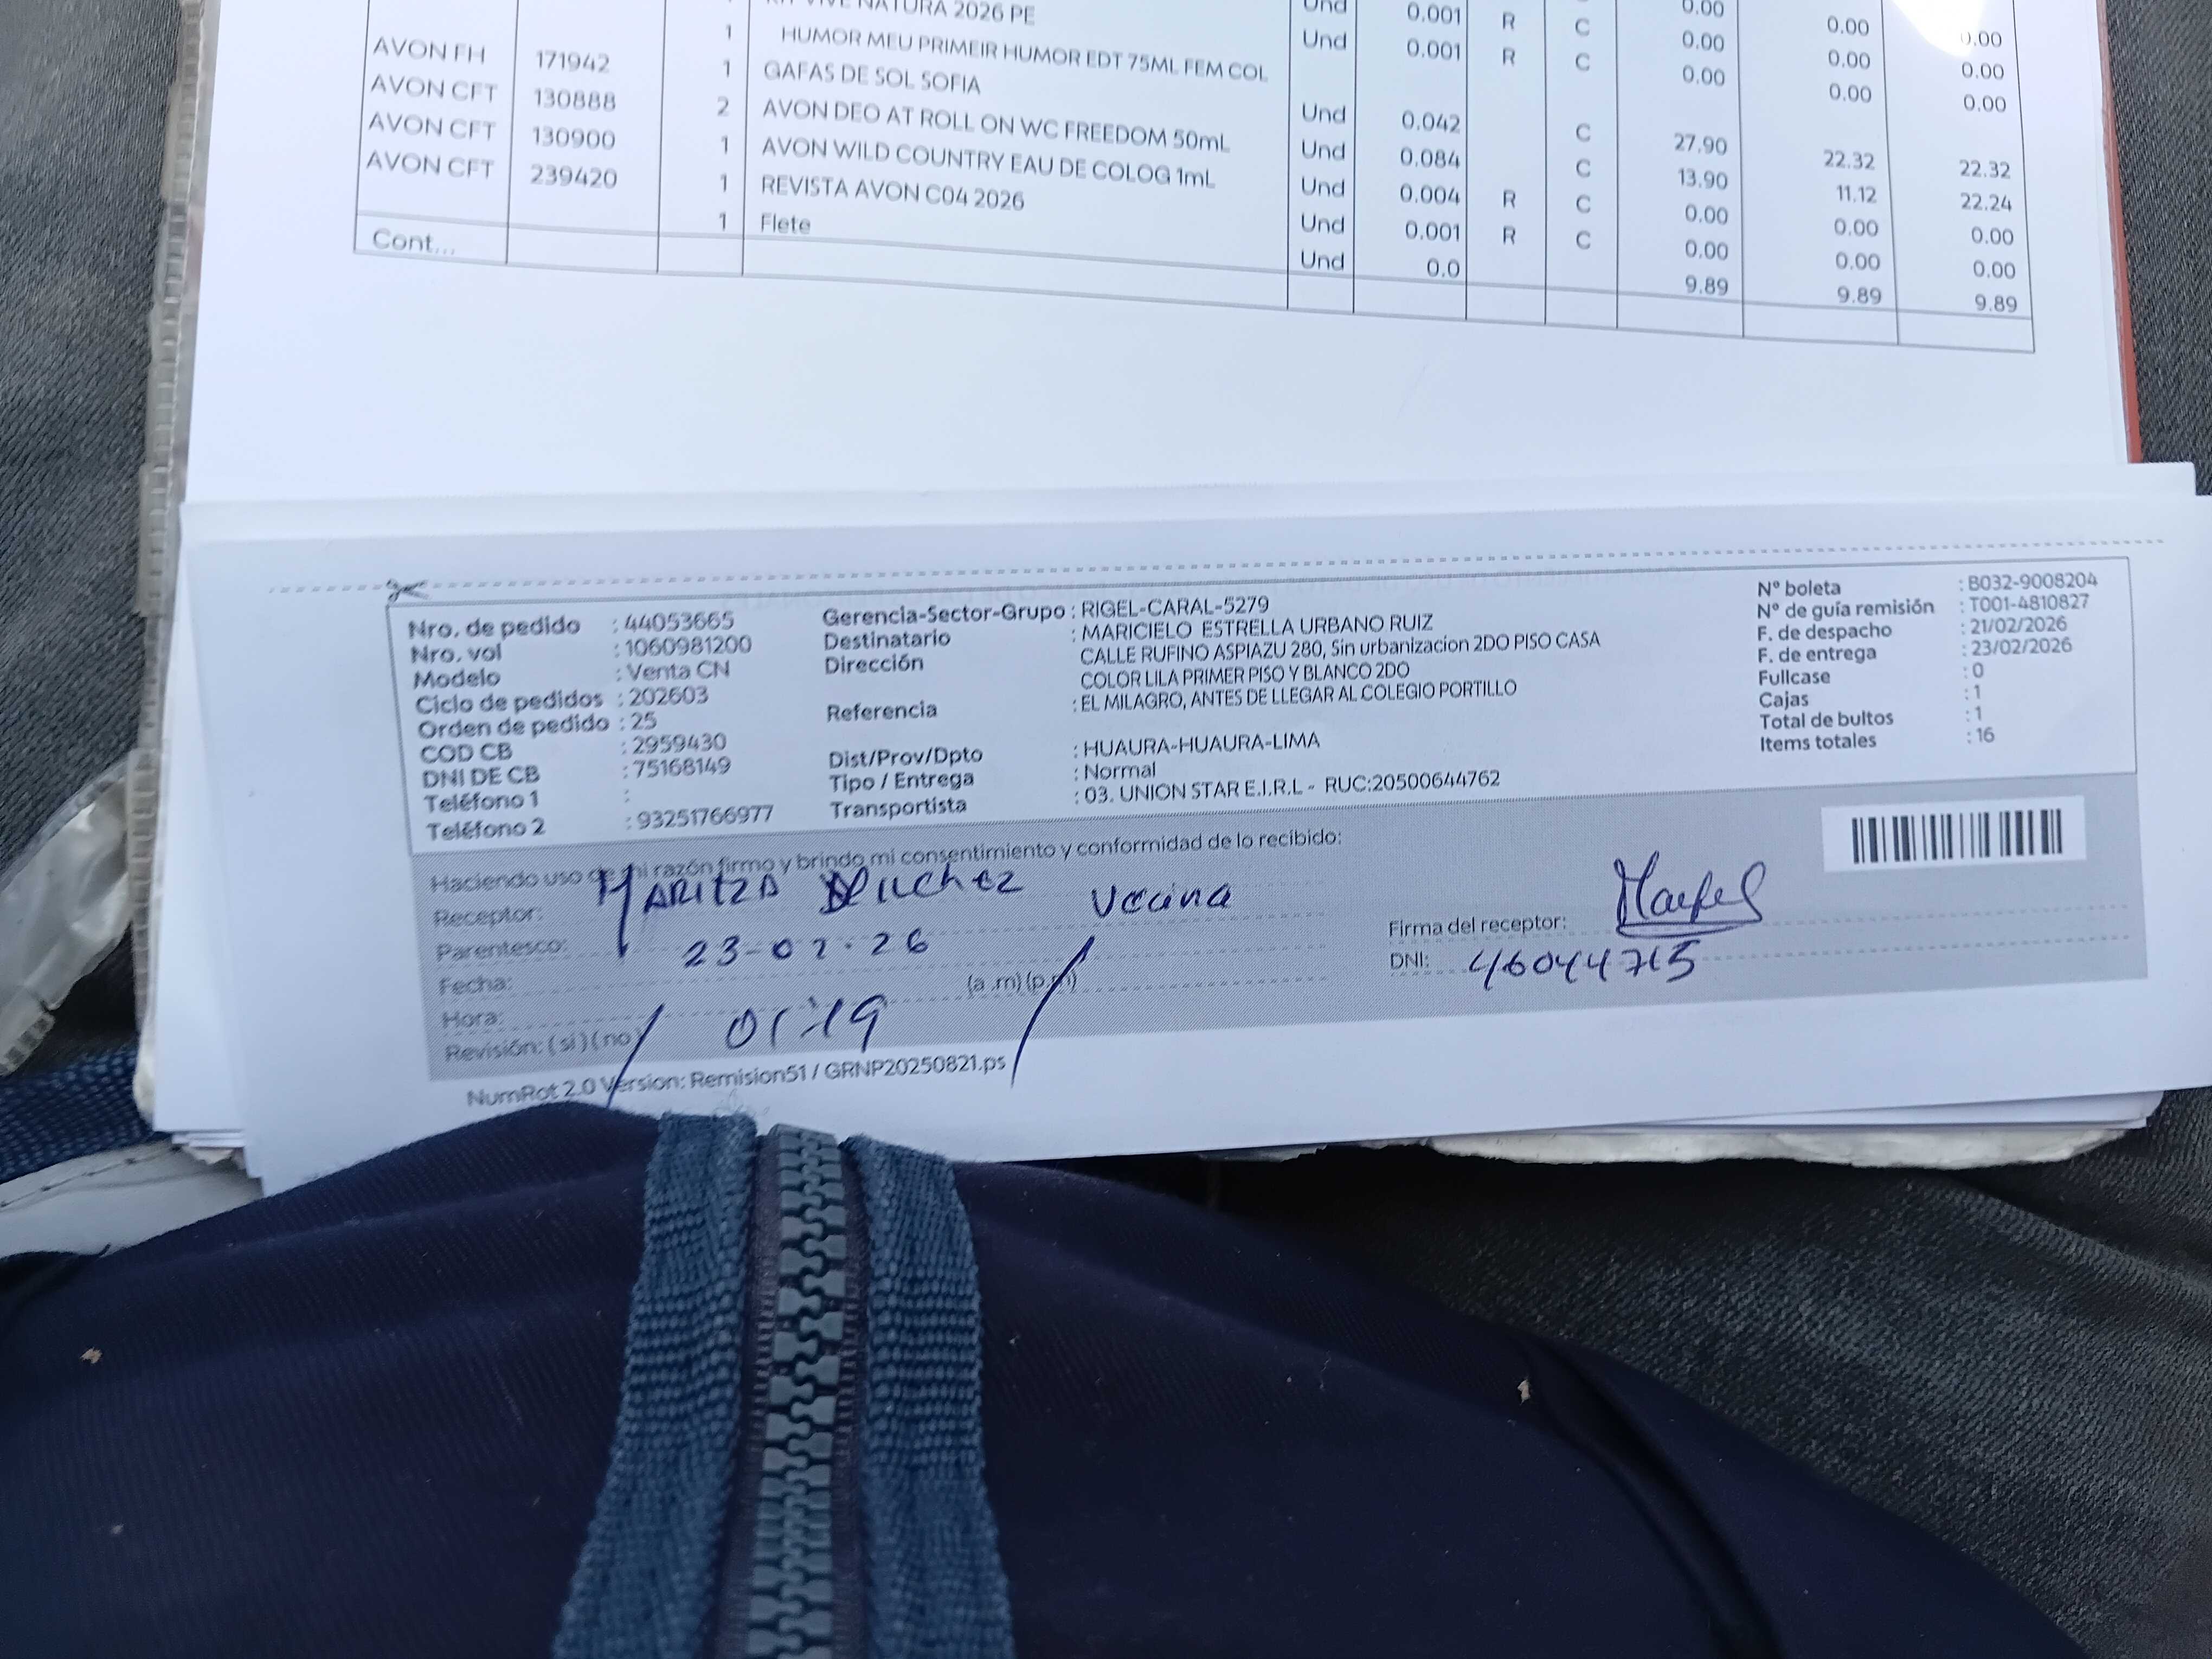 NATURA 2026 PE Und 0.001 R C 0.00 0.00 0.00
1 HUMOR MEU PRIMEIR HUMOR EDT 75ML FEM COL Und 0.001 R C 0.00 0.00 0.00
AVON FH 171942 1 GAFAS DE SOL SOFIA 0.00 0.00 0.00
AVON CFT 130888 2 AVON DEO AT ROLL ON WC FREEDOM 50mL Und 0.042 C 27.90 22.32 22.32
AVON CFT 130900 1 AVON WILD COUNTRY EAU DE COLOG 1mL Und 0.084 C 13.90 11.12 22.24
AVON CFT 239420 1 REVISTA AVON C04 2026 Und 0.004 R C 0.00 0.00 0.00
1 Flete Und 0.001 R C 0.00 0.00 0.00
Cont... Und 0.0 9.89 9.89 9.89
Nro. de pedido : 44053665
Nro. vol : 1060981200
Modelo : Venta CN
Ciclo de pedidos : 202603
Orden de pedido : 25
COD CB : 2959430
DNI DE CB : 75168149
Teléfono 1 :
Teléfono 2 : 93251766977
Gerencia-Sector-Grupo : RIGEL-CARAL-5279
Destinatario : MARICIELO ESTRELLA URBANO RUIZ
Dirección CALLE RUFINO ASPIAZU 280, Sin urbanizacion 2DO PISO CASA
COLOR LILA PRIMER PISO Y BLANCO 2DO
Referencia : EL MILAGRO, ANTES DE LLEGAR AL COLEGIO PORTILLO
Dist/Prov/Dpto : HUAURA-HUAURA-LIMA
Tipo / Entrega : Normal
Transportista : 03. UNION STAR E.I.R.L - RUC:20500644762
N° boleta : B032-9008204
N° de guía remisión : T001-4810827
F. de despacho : 21/02/2026
F. de entrega : 23/02/2026
Fullcase : 0
Cajas : 1
Total de bultos : 1
Items totales : 16
Haciendo uso de mi razón firmo y brindo mi consentimiento y conformidad de lo recibido:
Receptor: MARITZA
Parentesco: Vecina
Fecha: 23-02-26
Hora: 01:19 (a .m) (p.m)
Revisión: ( si ) ( no )
Firma del receptor:
DNI: 46044715
NumRot 2.0 Version: Remision51 / GRNP20250821.ps